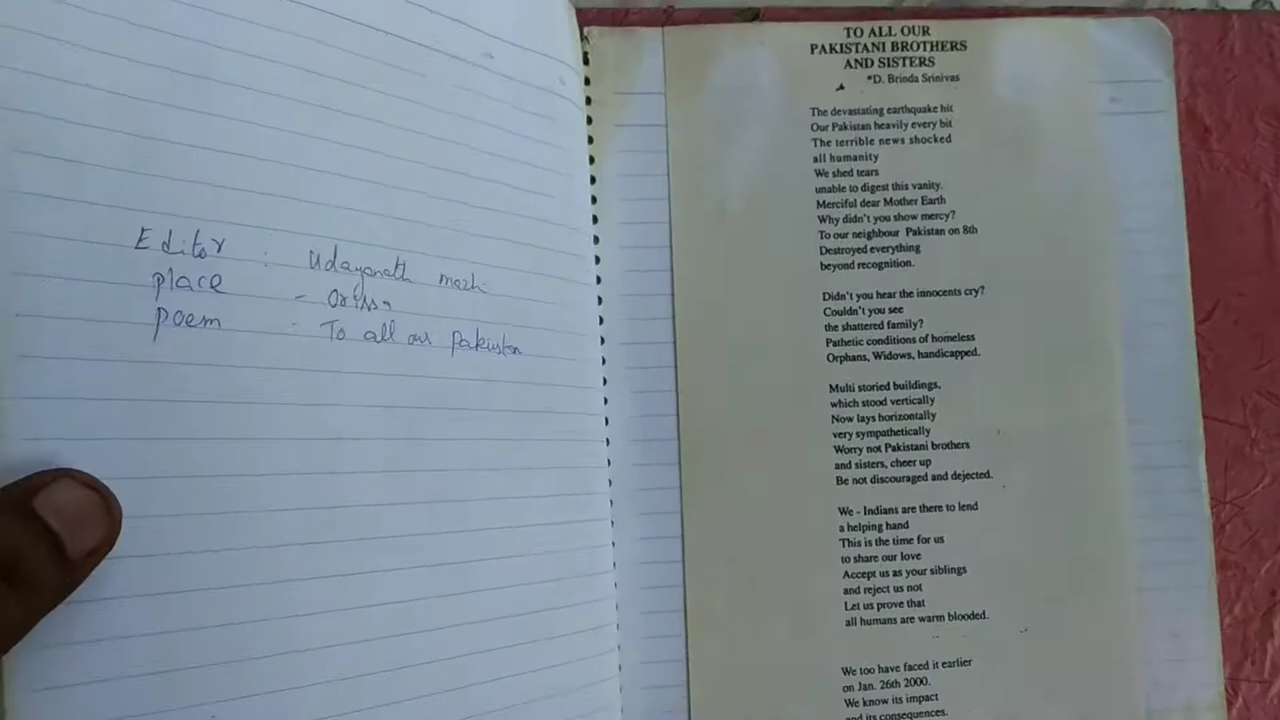 Editor : Udayanath majhi
place - Orissa
poem - To all our Pakistan
TO ALL OUR
PAKISTANI BROTHERS
AND SISTERS
*D. Brinda Srinivas
The devastating earthquake hit
Our Pakistan heavily every bit
The terrible news shocked
all humanity
We shed tears
unable to digest this vanity.
Merciful dear Mother Earth
Why didn't you show mercy?
To our neighbour Pakistan on 8th
Destroyed everything
beyond recognition.
Didn't you hear the innocents cry?
Couldn't you see
the shattered family?
Pathetic conditions of homeless
Orphans, Widows, handicapped.
Multi storied buildings,
which stood vertically
Now lays horizontally
very sympathetically
Worry not Pakistani brothers
and sisters, cheer up
Be not discouraged and dejected.
We - Indians are there to lend
a helping hand
This is the time for us
to share our love
Accept us as your siblings
and reject us not
Let us prove that
all humans are warm blooded.
We too have faced it earlier
on Jan. 26th 2000.
We know its impact
and its consequences.